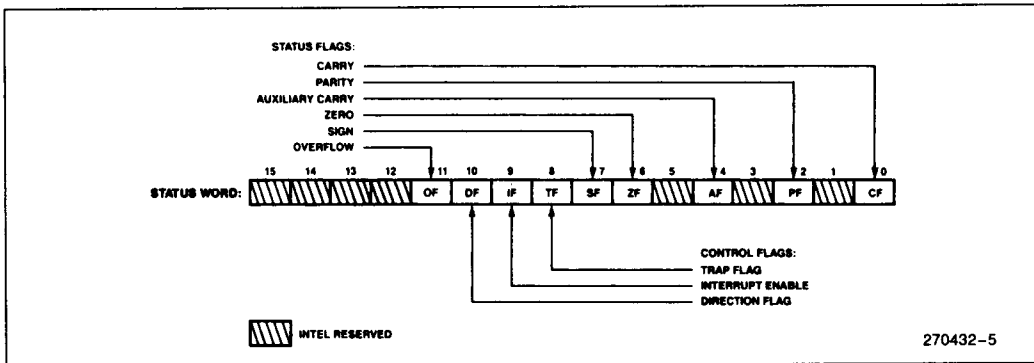 STATUS FLAGS:
CARRY
PARITY
AUXILIARY CARRY
ZERO
SIGN
OVERFLOW
15 14 13 12 11 10 9 8 7 6 5 4 3 2 1 0
STATUS WORD: OF DF IF TF SF ZF AF PF CF
CONTROL FLAGS:
TRAP FLAG
INTERRUPT ENABLE
DIRECTION FLAG
INTEL RESERVED
270432-5